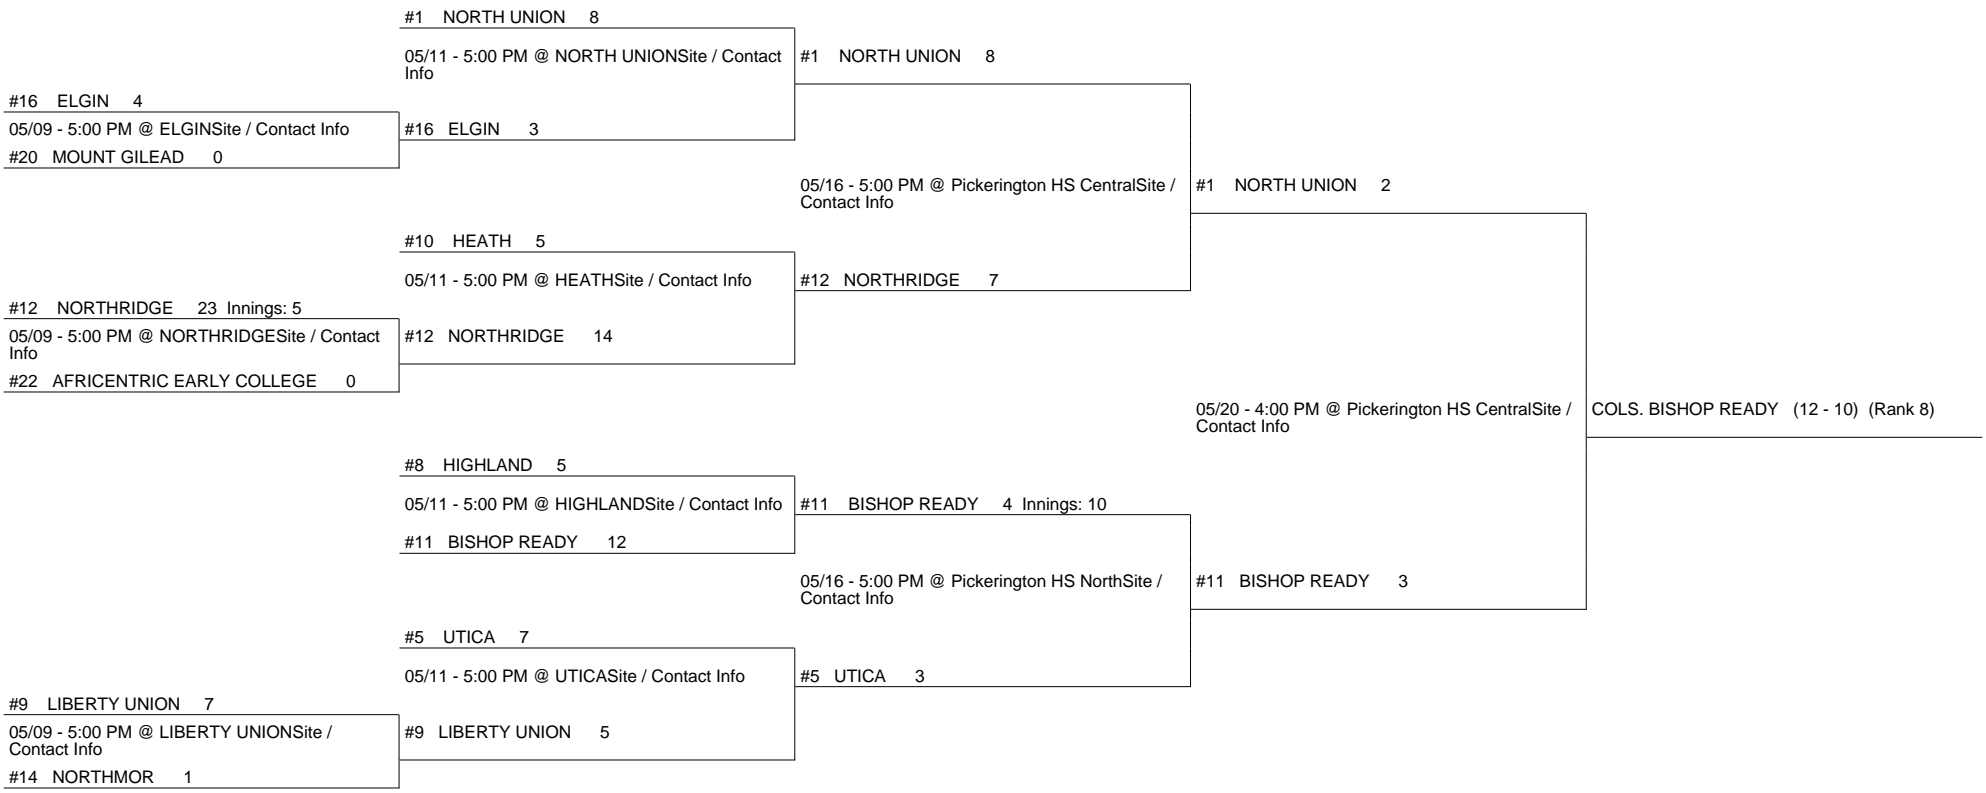 #1 NORTH UNION 8
05/11 - 5:00 PM @ NORTH UNIONSite / Contact
Info
#1 NORTH UNION 8
#16 ELGIN 4
05/09 - 5:00 PM @ ELGINSite / Contact Info
#16 ELGIN 3
#20 MOUNT GILEAD 0
05/16 - 5:00 PM @ Pickerington HS CentralSite /
Contact Info
#1 NORTH UNION 2
#10 HEATH 5
05/11 - 5:00 PM @ HEATHSite / Contact Info
#12 NORTHRIDGE 7
#12 NORTHRIDGE 23 Innings: 5
05/09 - 5:00 PM @ NORTHRIDGESite / Contact
Info
#12 NORTHRIDGE 14
#22 AFRICENTRIC EARLY COLLEGE 0
05/20 - 4:00 PM @ Pickerington HS CentralSite /
Contact Info
COLS. BISHOP READY (12 - 10) (Rank 8)
#8 HIGHLAND 5
05/11 - 5:00 PM @ HIGHLANDSite / Contact Info
#11 BISHOP READY 4 Innings: 10
#11 BISHOP READY 12
05/16 - 5:00 PM @ Pickerington HS NorthSite /
Contact Info
#11 BISHOP READY 3
#5 UTICA 7
05/11 - 5:00 PM @ UTICASite / Contact Info
#5 UTICA 3
#9 LIBERTY UNION 7
05/09 - 5:00 PM @ LIBERTY UNIONSite /
Contact Info
#9 LIBERTY UNION 5
#14 NORTHMOR 1